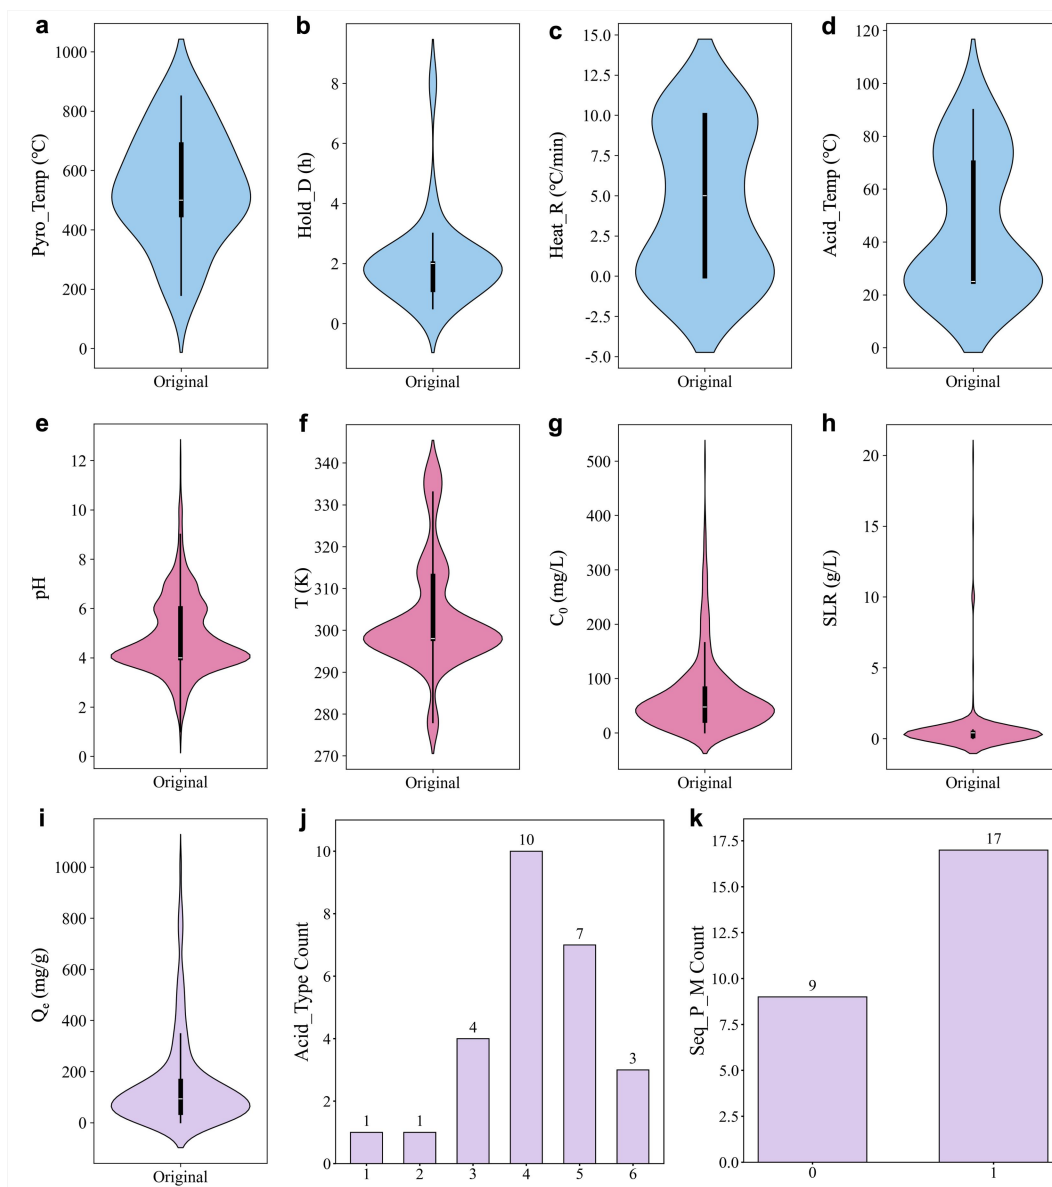 a
Pyro_Temp (°C)
1000
800
600
400
200
0
Original
b
Hold_D (h)
8
6
4
2
0
Original
c
Heat_R (°C/min)
15.0
12.5
10.0
7.5
5.0
2.5
0.0
-2.5
-5.0
Original
d
Acid_Temp (°C)
120
100
80
60
40
20
0
Original
e
pH
12
10
8
6
4
2
0
Original
f
T (K)
340
330
320
310
300
290
280
270
Original
g
C₀ (mg/L)
500
400
300
200
100
0
Original
h
SLR (g/L)
20
15
10
5
0
Original
i
Qₑ (mg/g)
1000
800
600
400
200
0
Original
j
Acid_Type Count
10
8
6
4
2
0
1
1
4
10
7
3
1 2 3 4 5 6
k
Seq_P_M Count
17.5
15.0
12.5
10.0
7.5
5.0
2.5
0.0
9
17
0 1